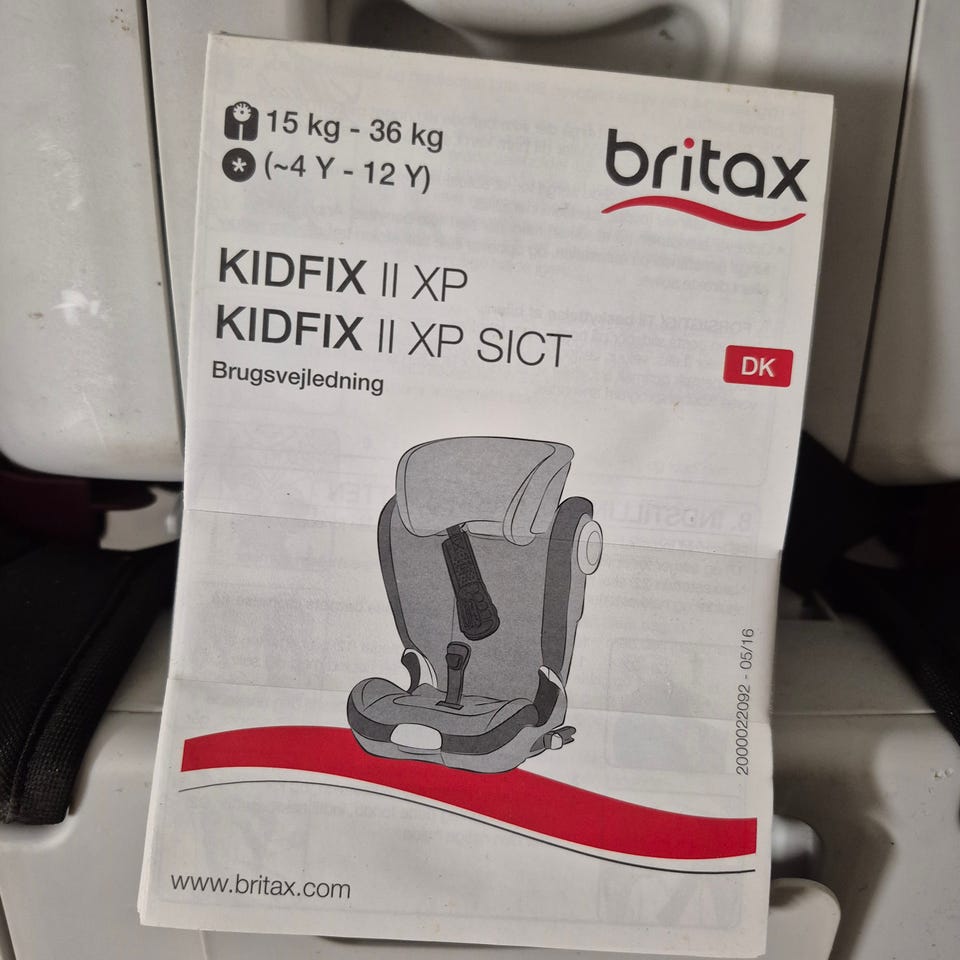 15 kg - 36 kg
(~4 Y - 12 Y)
britax
KIDFIX II XP
KIDFIX II XP SICT
Brugsvejledning
DK
2000022092 - 05/16
www.britax.com